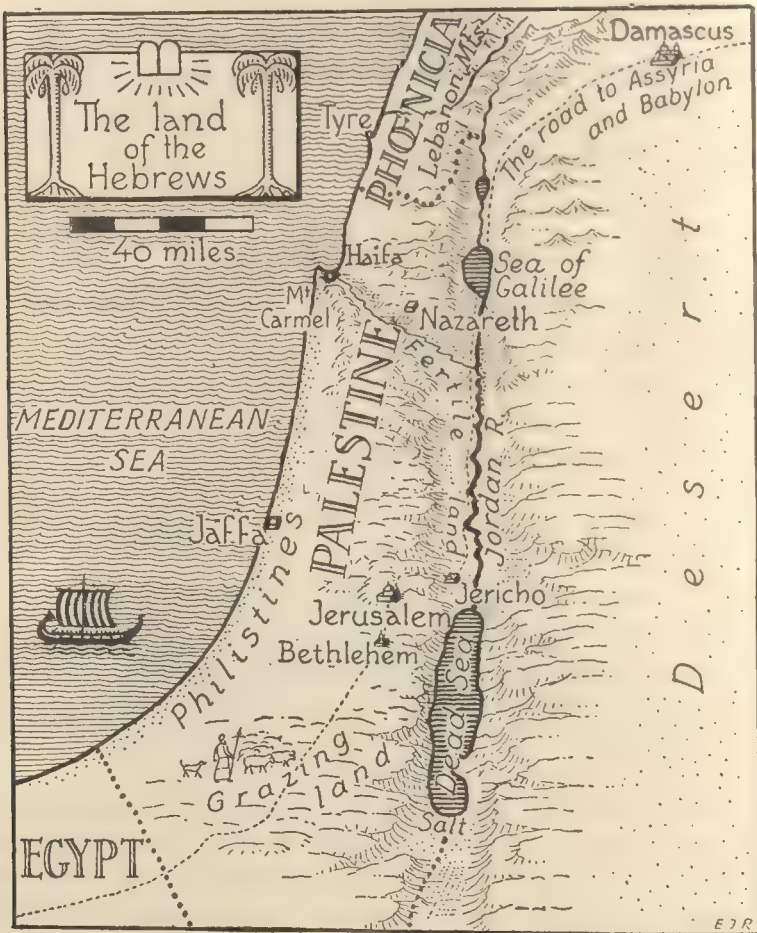 The land
of the
Hebrews
40 miles
PHŒNICIA
Lebanon Mts
Damascus
The road to Assyria
and Babylon
Tyre
Haifa
Mt
Carmel
Sea of
Galilee
Nazareth
Fertile
land
Jordan R
PALESTINE
MEDITERRANEAN
SEA
Desert
Jaffa
Philistines
Jericho
Jerusalem
Bethlehem
Dead Sea
Grazing
land
Salt
EGYPT
EJR